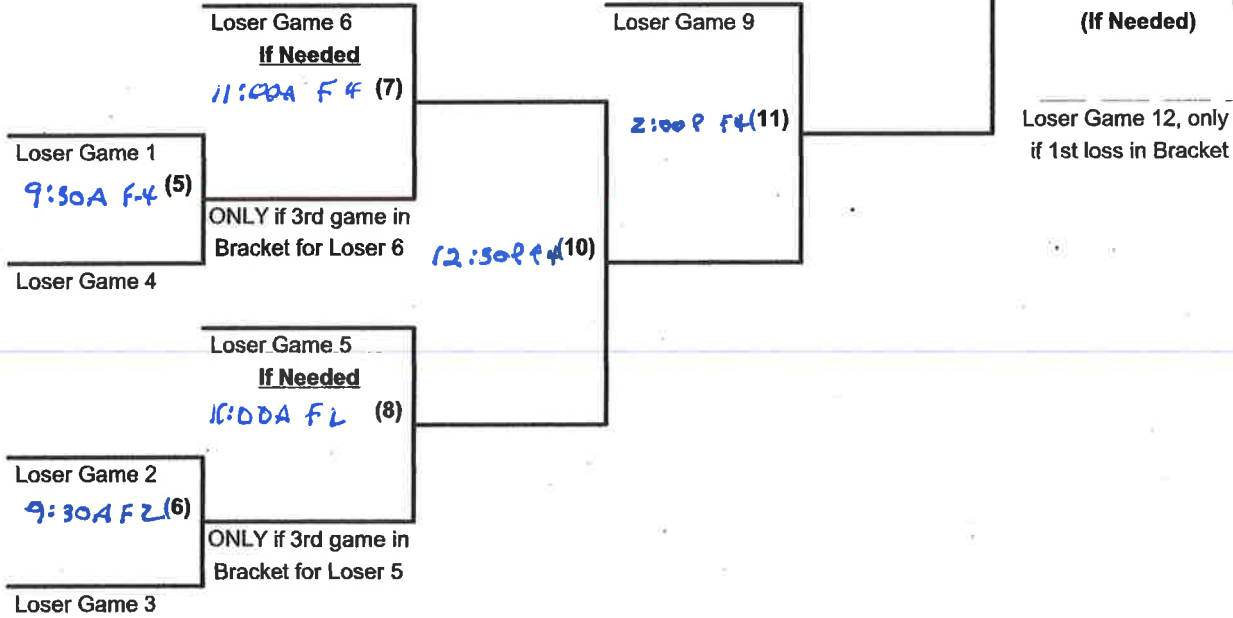 Loser Game 6
If Needed
11:00A F4 (7)
Loser Game 9
(If Needed)
2:00P F4 (11)
Loser Game 12, only
if 1st loss in Bracket
Loser Game 1
9:30A F-4 (5)
ONLY if 3rd game in
Bracket for Loser 6
Loser Game 4
12:30P F4 (10)
Loser Game 5
If Needed
11:00A F2 (8)
Loser Game 2
9:30A F2 (6)
ONLY if 3rd game in
Bracket for Loser 5
Loser Game 3